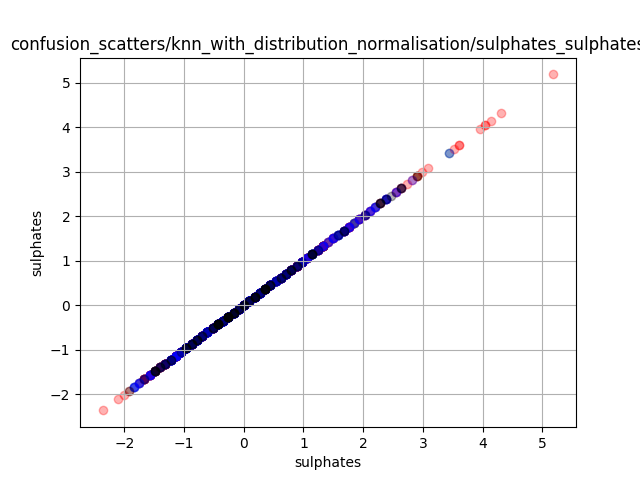 confusion_scatters/knn_with_distribution_normalisation/sulphates_sulphates
5
4
3
2
1
0
−1
−2
sulphates
−2 −1 0 1 2 3 4 5
sulphates